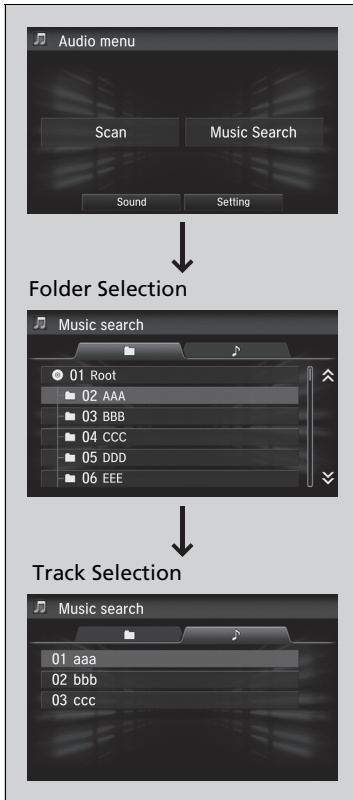 Audio menu
Scan Music Search
Sound Setting
Folder Selection
Music search
01 Root
02 AAA
03 BBB
04 CCC
05 DDD
06 EEE
Track Selection
Music search
01 aaa
02 bbb
03 ccc